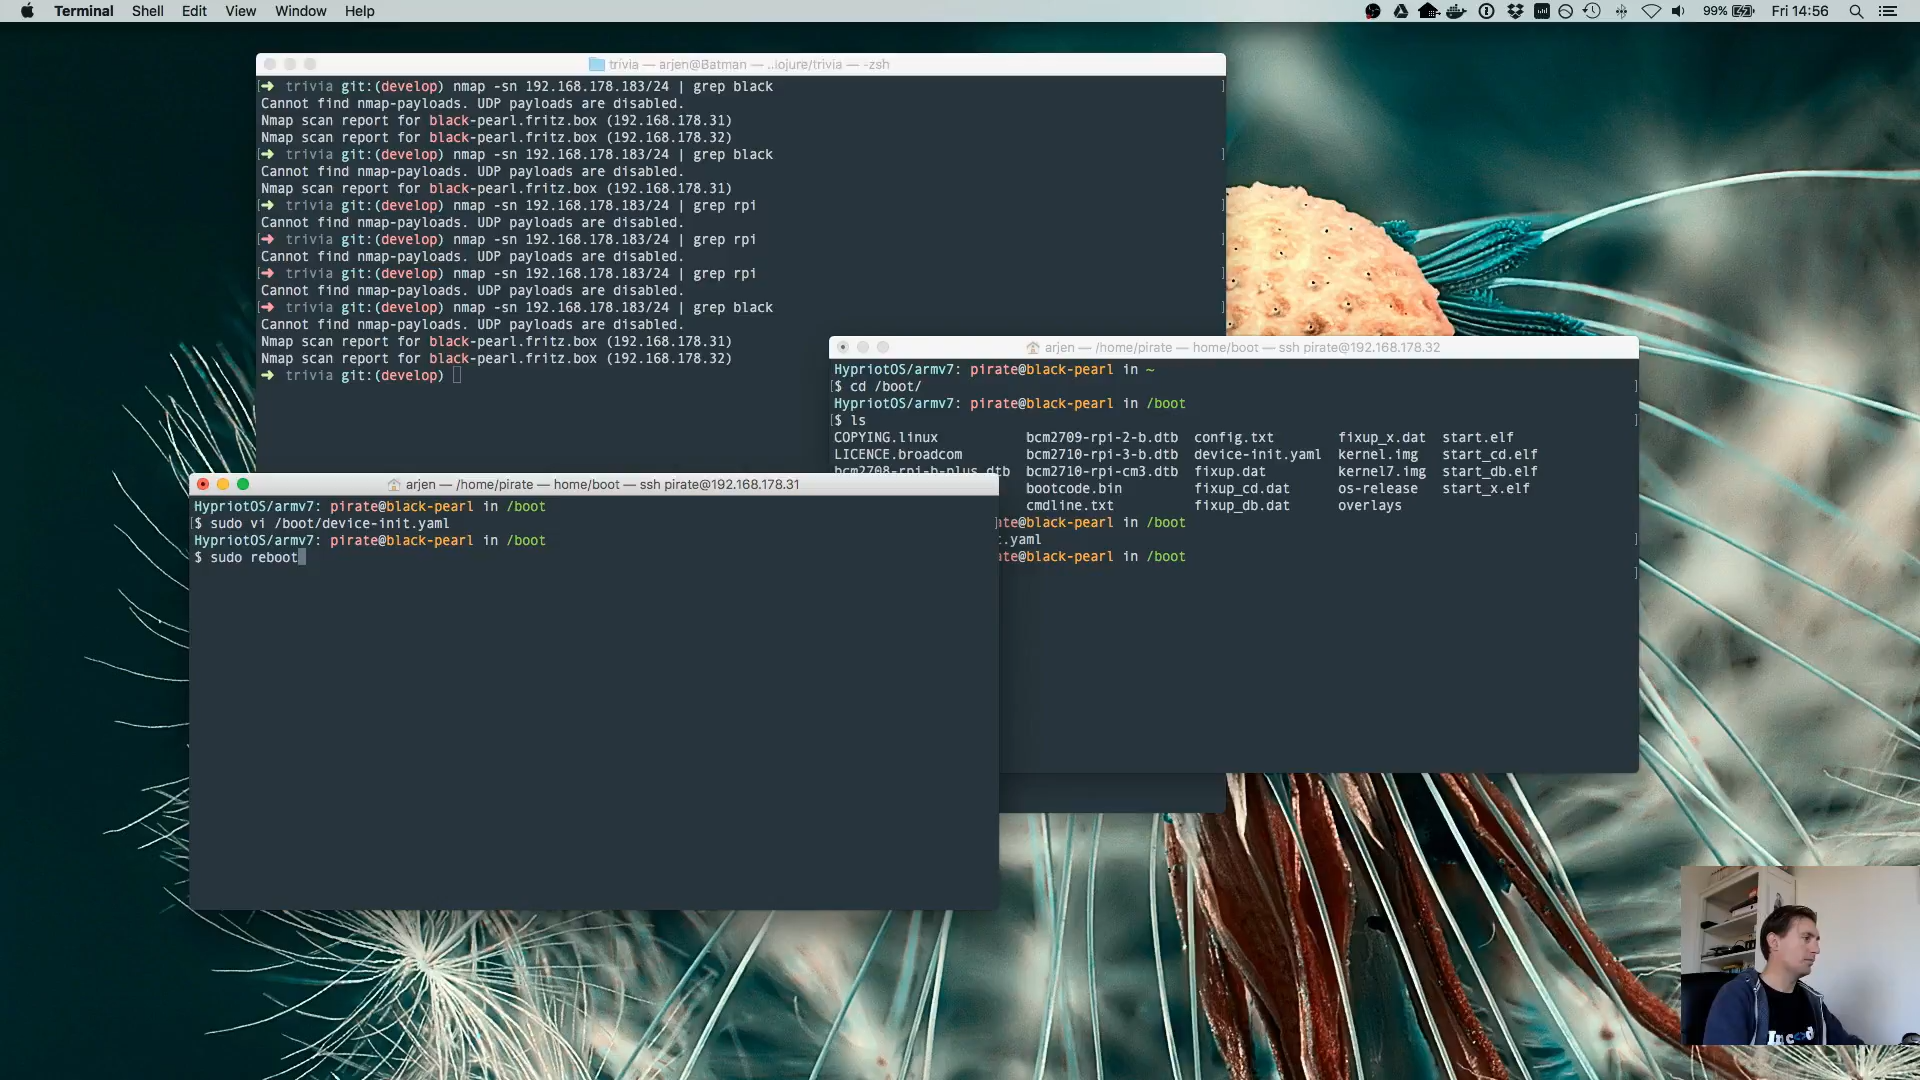 Terminal Shell Edit View Window Help
99% Fri 14:56
trivia — arjen@Batman — ..iojure/trivia — -zsh
[➜ trivia git:(develop) nmap -sn 192.168.178.183/24 | grep black ]
Cannot find nmap-payloads. UDP payloads are disabled.
Nmap scan report for black-pearl.fritz.box (192.168.178.31)
Nmap scan report for black-pearl.fritz.box (192.168.178.32)
[➜ trivia git:(develop) nmap -sn 192.168.178.183/24 | grep black ]
Cannot find nmap-payloads. UDP payloads are disabled.
Nmap scan report for black-pearl.fritz.box (192.168.178.31)
[➜ trivia git:(develop) nmap -sn 192.168.178.183/24 | grep rpi ]
Cannot find nmap-payloads. UDP payloads are disabled.
[➜ trivia git:(develop) nmap -sn 192.168.178.183/24 | grep rpi ]
Cannot find nmap-payloads. UDP payloads are disabled.
[➜ trivia git:(develop) nmap -sn 192.168.178.183/24 | grep rpi ]
Cannot find nmap-payloads. UDP payloads are disabled.
[➜ trivia git:(develop) nmap -sn 192.168.178.183/24 | grep black ]
Cannot find nmap-payloads. UDP payloads are disabled.
Nmap scan report for black-pearl.fritz.box (192.168.178.31)
Nmap scan report for black-pearl.fritz.box (192.168.178.32)
➜ trivia git:(develop)
arjen — /home/pirate — home/boot — ssh pirate@192.168.178.32
HypriotOS/armv7: pirate@black-pearl in ~
[$ cd /boot/ ]
HypriotOS/armv7: pirate@black-pearl in /boot
[$ ls ]
COPYING.linux bcm2709-rpi-2-b.dtb config.txt fixup_x.dat start.elf
LICENCE.broadcom bcm2710-rpi-3-b.dtb device-init.yaml kernel.img start_cd.elf
bcm2708-rpi-b-plus.dtb bcm2710-rpi-cm3.dtb fixup.dat kernel7.img start_db.elf
bootcode.bin fixup_cd.dat os-release start_x.elf
cmdline.txt fixup_db.dat overlays
ate@black-pearl in /boot
t.yaml ]
ate@black-pearl in /boot
]
arjen — /home/pirate — home/boot — ssh pirate@192.168.178.31
HypriotOS/armv7: pirate@black-pearl in /boot
[$ sudo vi /boot/device-init.yaml ]
HypriotOS/armv7: pirate@black-pearl in /boot
$ sudo reboot